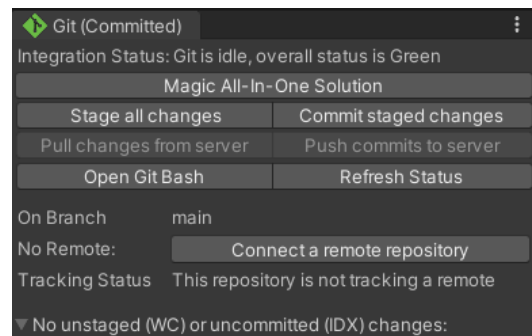 Git (Committed)
Integration Status: Git is idle, overall status is Green
Magic All-In-One Solution
Stage all changes Commit staged changes
Pull changes from server Push commits to server
Open Git Bash Refresh Status
On Branch main
No Remote: Connect a remote repository
Tracking Status This repository is not tracking a remote
No unstaged (WC) or uncommitted (IDX) changes: